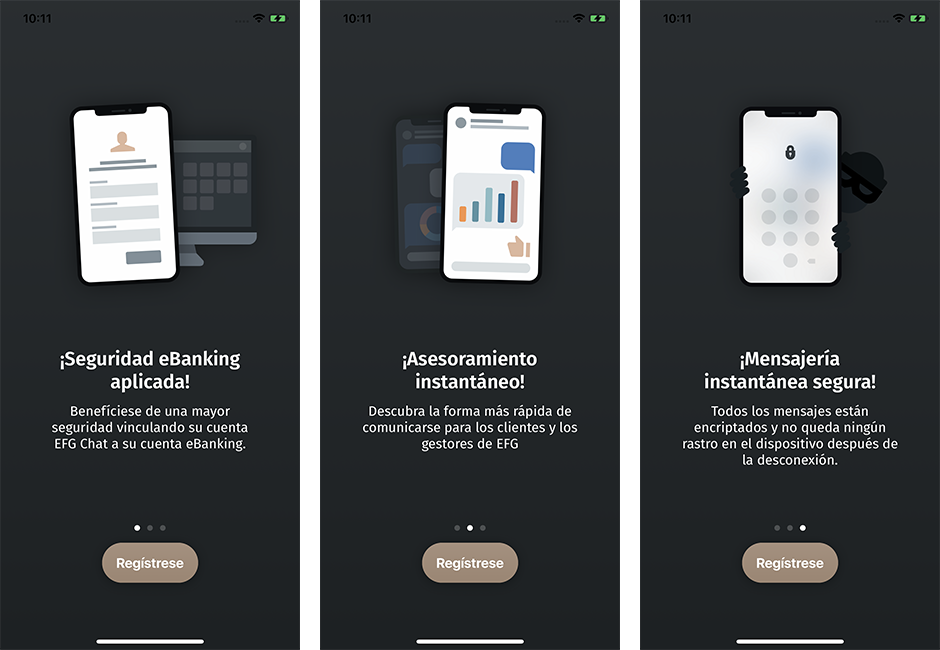 10:11
¡Seguridad eBanking
aplicada!
Benefíciese de una mayor
seguridad vinculando su cuenta
EFG Chat a su cuenta eBanking.
Regístrese
10:11
¡Asesoramiento
instantáneo!
Descubra la forma más rápida de
comunicarse para los clientes y los
gestores de EFG
Regístrese
10:11
¡Mensajería
instantánea segura!
Todos los mensajes están
encriptados y no queda ningún
rastro en el dispositivo después de
la desconexión.
Regístrese